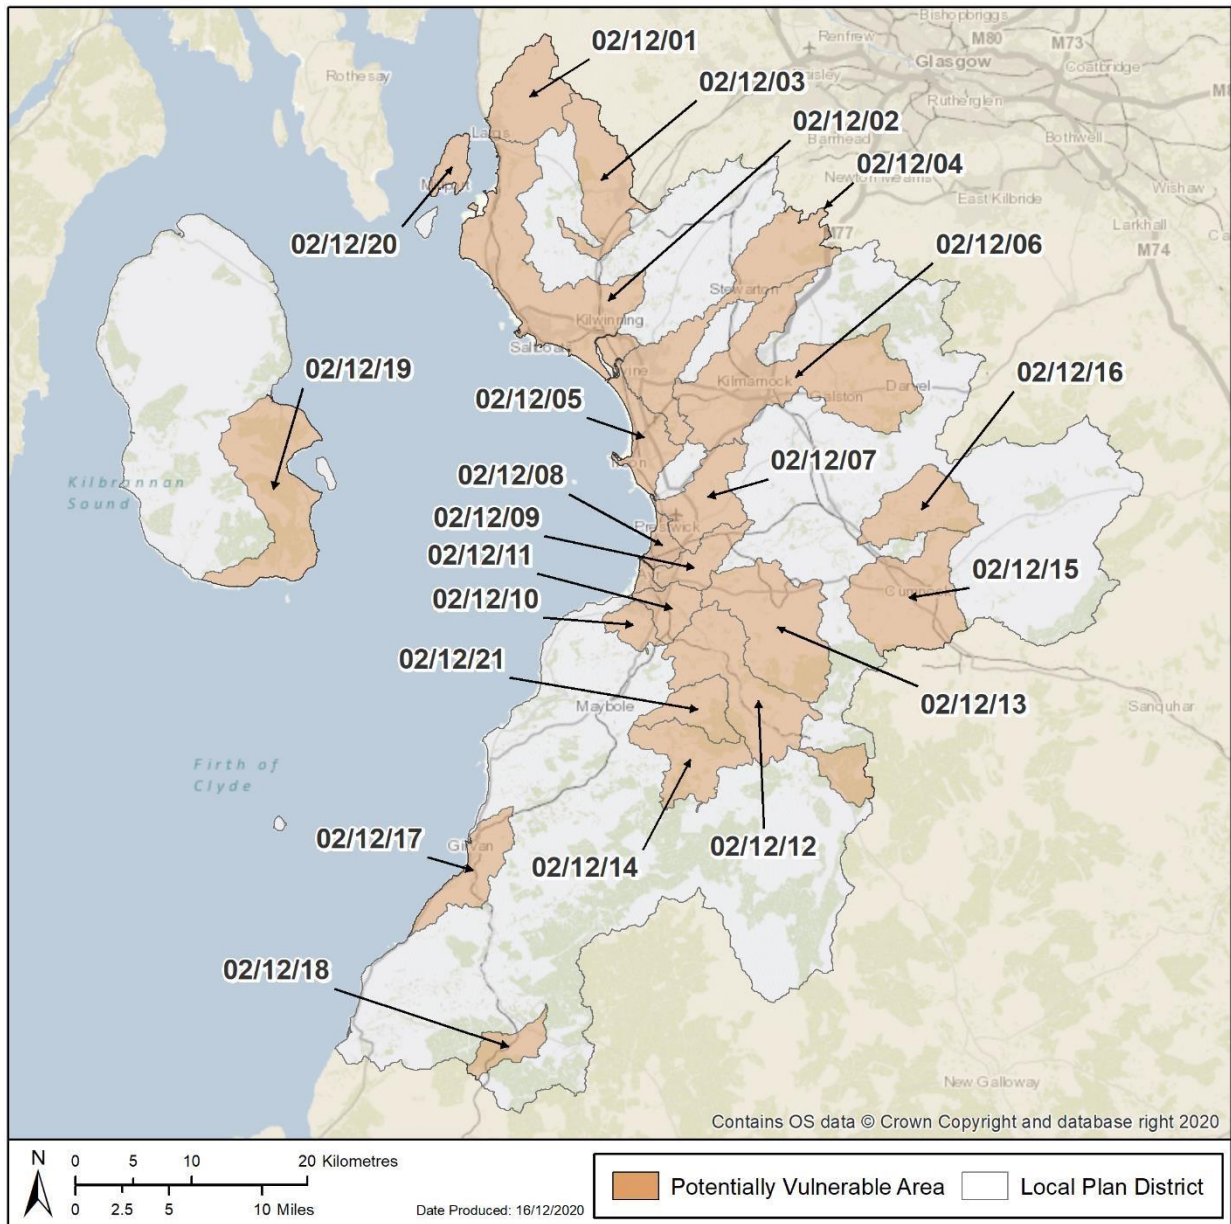 Bishopbriggs
02/12/01
Renfrew
M80
M73
Glasgow
Coatbridge
Rothesay
02/12/03
Rutherglen
02/12/02
Bothwell
Largs
Barrhead
02/12/04
Newton Mearns
Wishaw
East Kilbride
02/12/20
M77
Larkhall
M74
02/12/06
Stewarton
Kilwinning
02/12/19
02/12/16
Kilmarnock
Darvel
02/12/05
Kilbrannan
Sound
02/12/08
02/12/07
Prestwick
02/12/09
02/12/11
02/12/15
02/12/10
02/12/21
Maybole
02/12/13
Sanquhar
Firth of
Clyde
02/12/17
Girvan
02/12/14
02/12/12
02/12/18
New Galloway
Contains OS data © Crown Copyright and database right 2020
N
0 5 10 20 Kilometres
0 2.5 5 10 Miles
Date Produced: 16/12/2020
Potentially Vulnerable Area
Local Plan District